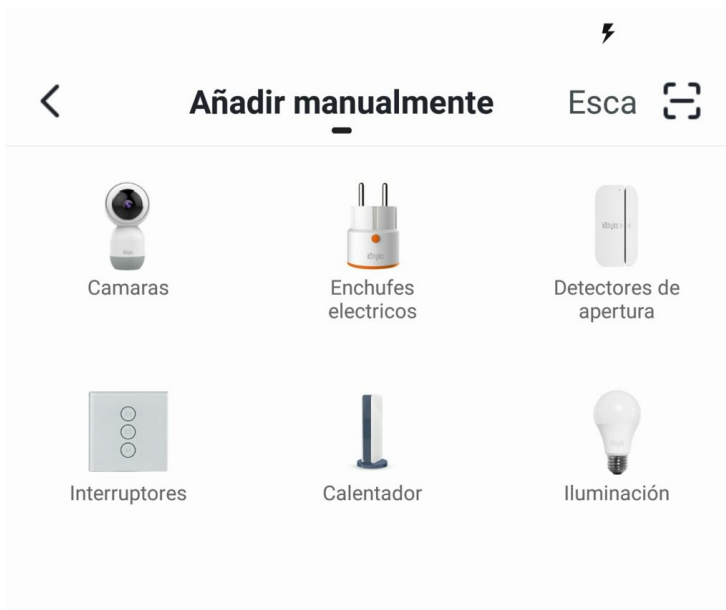 Añadir manualmente
Esca
Camaras
Enchufes
electricos
Detectores de
apertura
Interruptores
Calentador
Iluminación